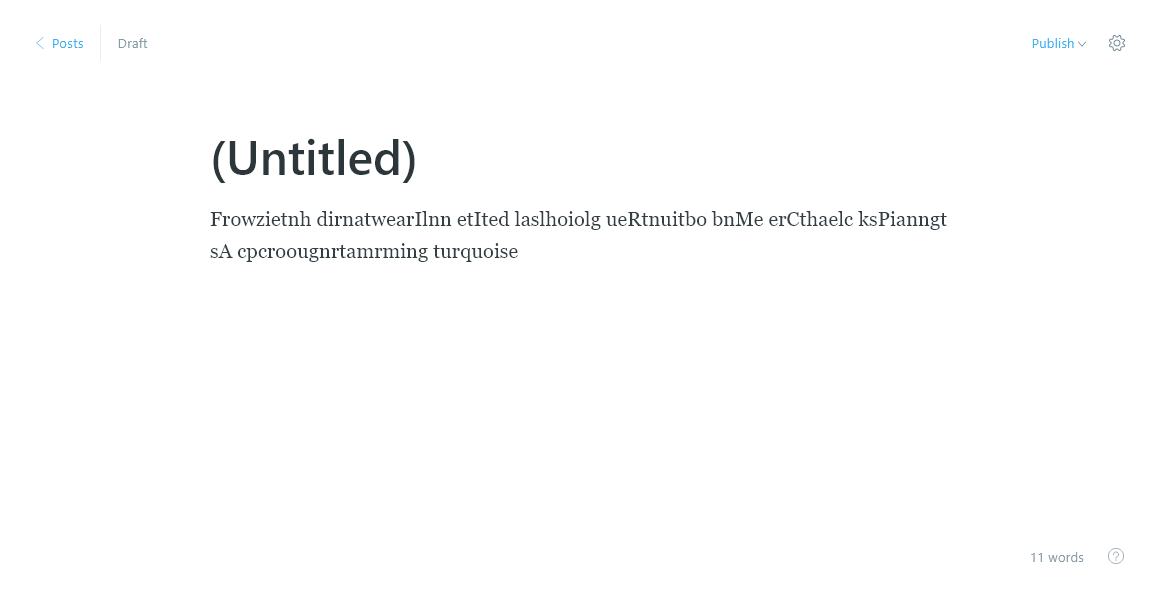 Posts
Draft
Publish
(Untitled)
Frowzietnh dirnatwearIlnn etIted laslhoiolg ueRtnuitbo bnMe erCthaelc ksPianngt
sA cpcroougnrtamrming turquoise
11 words
?